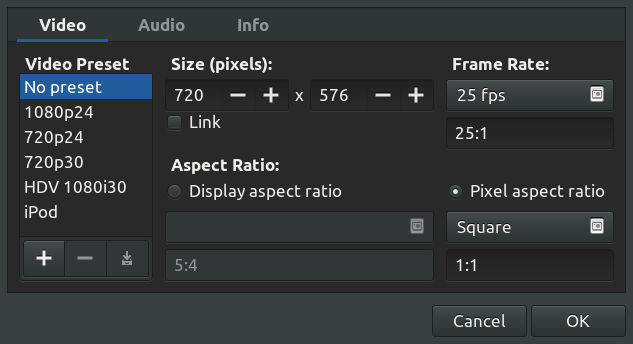 Video Audio Info
Video Preset
No preset
1080p24
720p24
720p30
HDV 1080i30
iPod
Size (pixels):
720 x 576
Link
Frame Rate:
25 fps
25:1
Aspect Ratio:
Display aspect ratio
5:4
Pixel aspect ratio
Square
1:1
Cancel OK